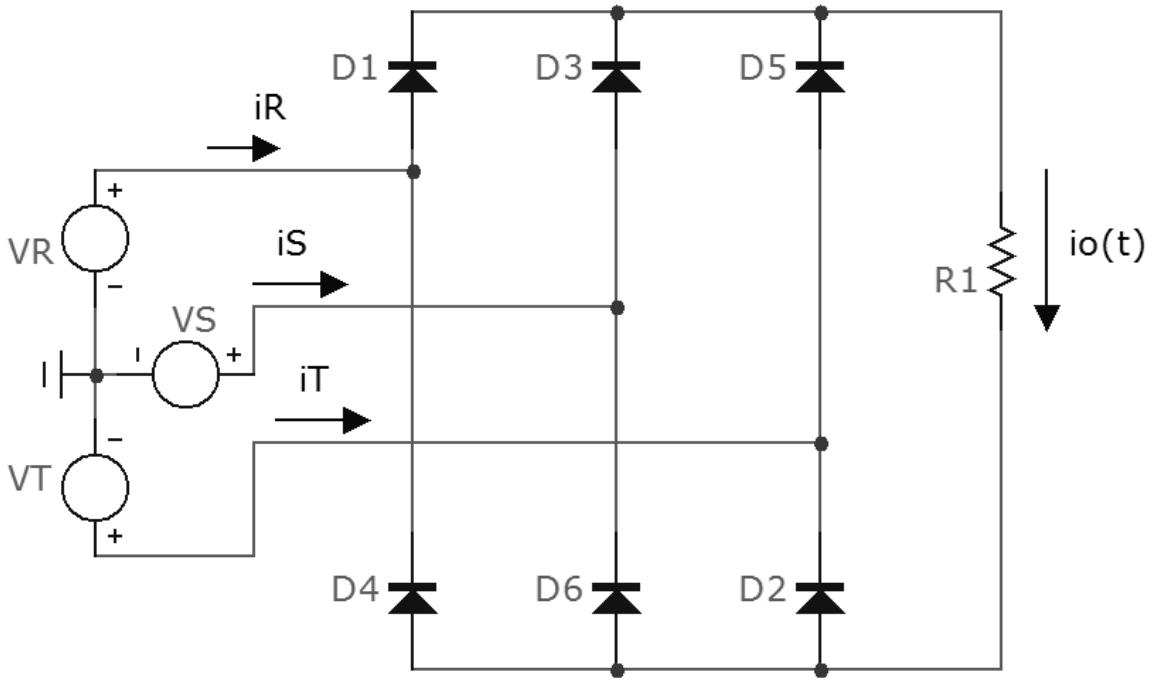 D1
D3
D5
iR
+
VR
−
iS
VS
− +
io(t)
R1
iT
−
VT
+
D4
D6
D2